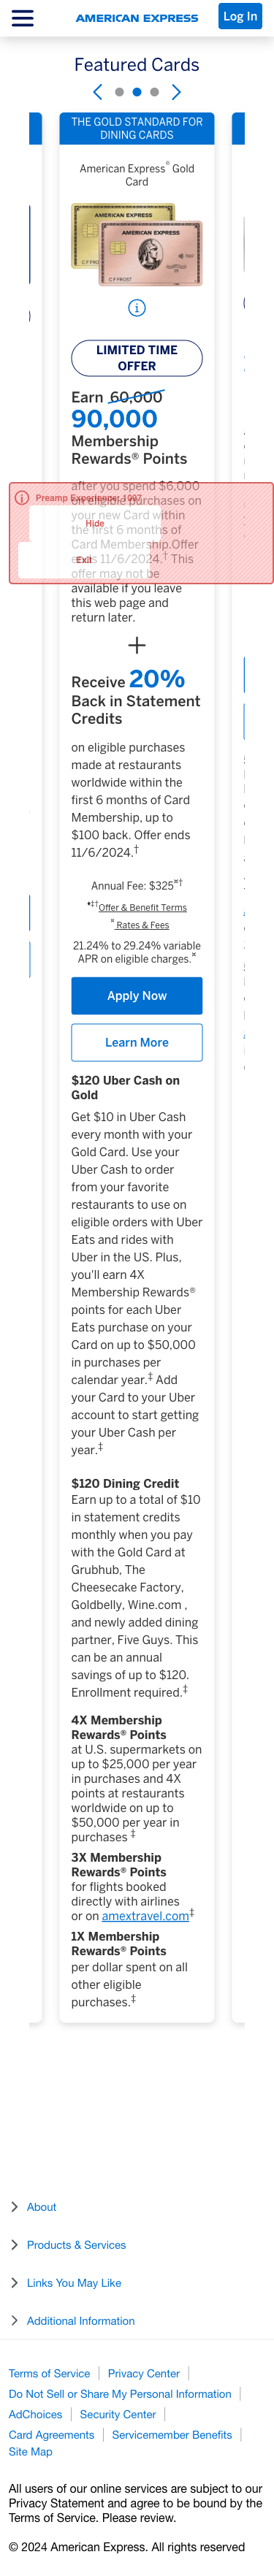 AMERICAN EXPRESS
Log In
Featured Cards
THE GOLD STANDARD FOR
DINING CARDS
American Express® Gold
Card
AMERICAN EXPRESS
C F FROST
C F FROST
LIMITED TIME
OFFER
Earn 60,000
90,000
Membership
Rewards® Points
after you spend $6,000
on eligible purchases on
your new Card within
the first 6 months of
Card Membership.Offer
ends 11/6/2024.† This
offer may not be
available if you leave
this web page and
return later.
Preamp Experience: 1097
Hide
Exit
+
Receive 20%
Back in Statement
Credits
on eligible purchases
made at restaurants
worldwide within the
first 6 months of Card
Membership, up to
$100 back. Offer ends
11/6/2024.†
Annual Fee: $325¤†
♦‡†Offer & Benefit Terms
¤ Rates & Fees
21.24% to 29.24% variable
APR on eligible charges.¤
Apply Now
Learn More
$120 Uber Cash on
Gold
Get $10 in Uber Cash
every month with your
Gold Card. Use your
Uber Cash to order
from your favorite
restaurants to use on
eligible orders with Uber
Eats and rides with
Uber in the US. Plus,
you'll earn 4X
Membership Rewards®
points for each Uber
Eats purchase on your
Card on up to $50,000
in purchases per
calendar year.‡ Add
your Card to your Uber
account to start getting
your Uber Cash per
year.‡
$120 Dining Credit
Earn up to a total of $10
in statement credits
monthly when you pay
with the Gold Card at
Grubhub, The
Cheesecake Factory,
Goldbelly, Wine.com ,
and newly added dining
partner, Five Guys. This
can be an annual
savings of up to $120.
Enrollment required.‡
4X Membership
Rewards® Points
at U.S. supermarkets on
up to $25,000 per year
in purchases and 4X
points at restaurants
worldwide on up to
$50,000 per year in
purchases ‡
3X Membership
Rewards® Points
for flights booked
directly with airlines
or on amextravel.com‡
1X Membership
Rewards® Points
per dollar spent on all
other eligible
purchases.‡
About
Products & Services
Links You May Like
Additional Information
Terms of Service
Privacy Center
Do Not Sell or Share My Personal Information
AdChoices
Security Center
Card Agreements
Servicemember Benefits
Site Map
All users of our online services are subject to our
Privacy Statement and agree to be bound by the
Terms of Service. Please review.
© 2024 American Express. All rights reserved